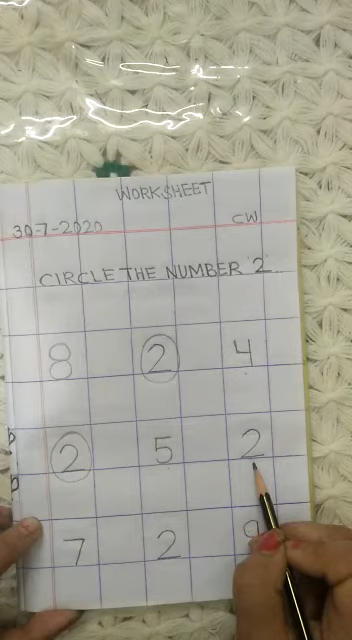 WORKSHEET
30-7-2020 CW
CIRCLE THE NUMBER '2'
8 2 4
2 5 2
7 2 9